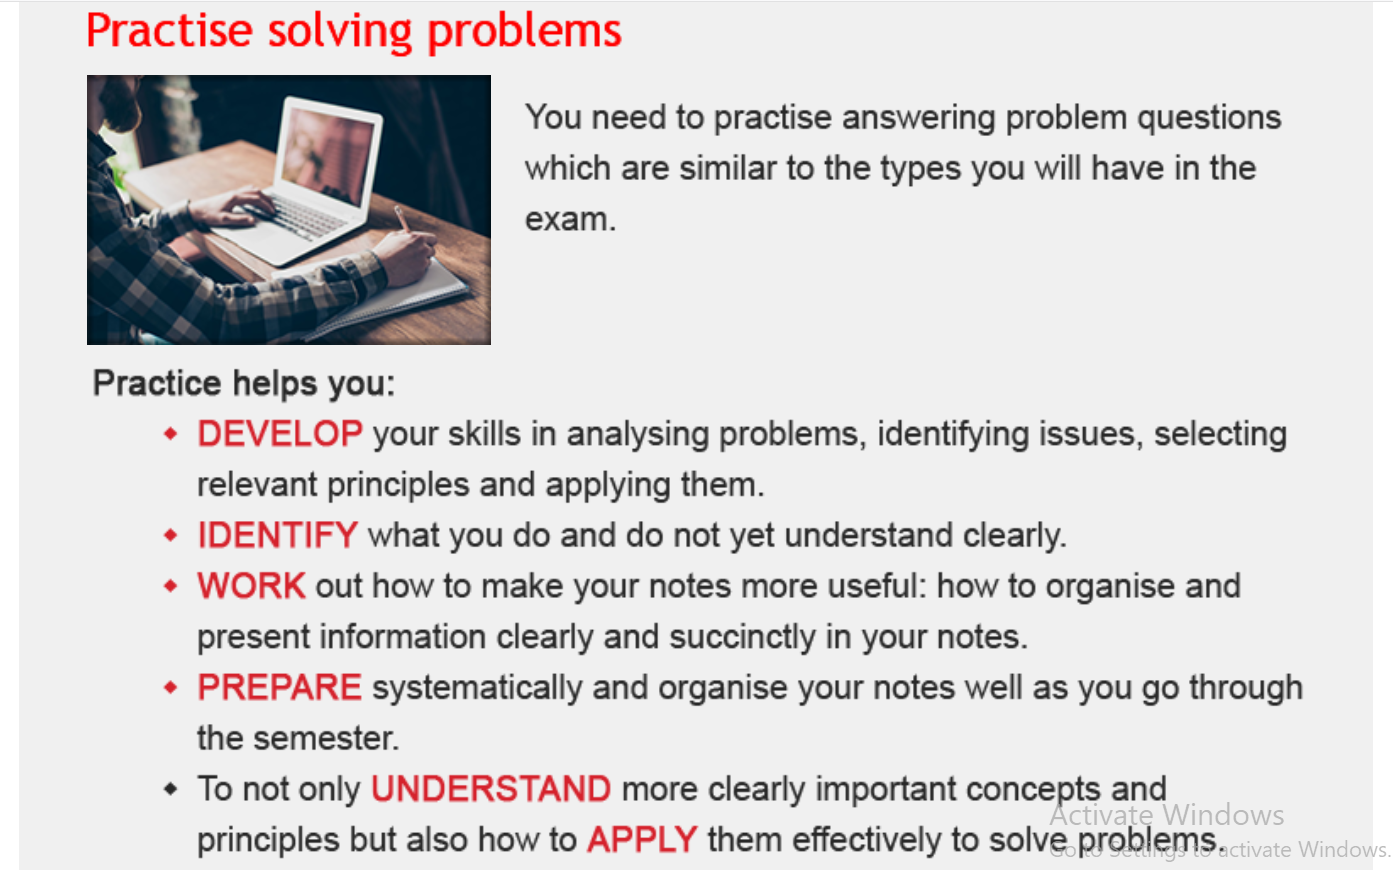 Practise solving problems
You need to practise answering problem questions
which are similar to the types you will have in the
exam.
Practice helps you:
DEVELOP your skills in analysing problems, identifying issues, selecting
relevant principles and applying them.
IDENTIFY what you do and do not yet understand clearly.
WORK out how to make your notes more useful: how to organise and
present information clearly and succinctly in your notes.
PREPARE systematically and organise your notes well as you go through
the semester.
To not only UNDERSTAND more clearly important concepts and
principles but also how to APPLY them effectively to solve problems.
Activate Windows
Go to Settings to activate Windows.